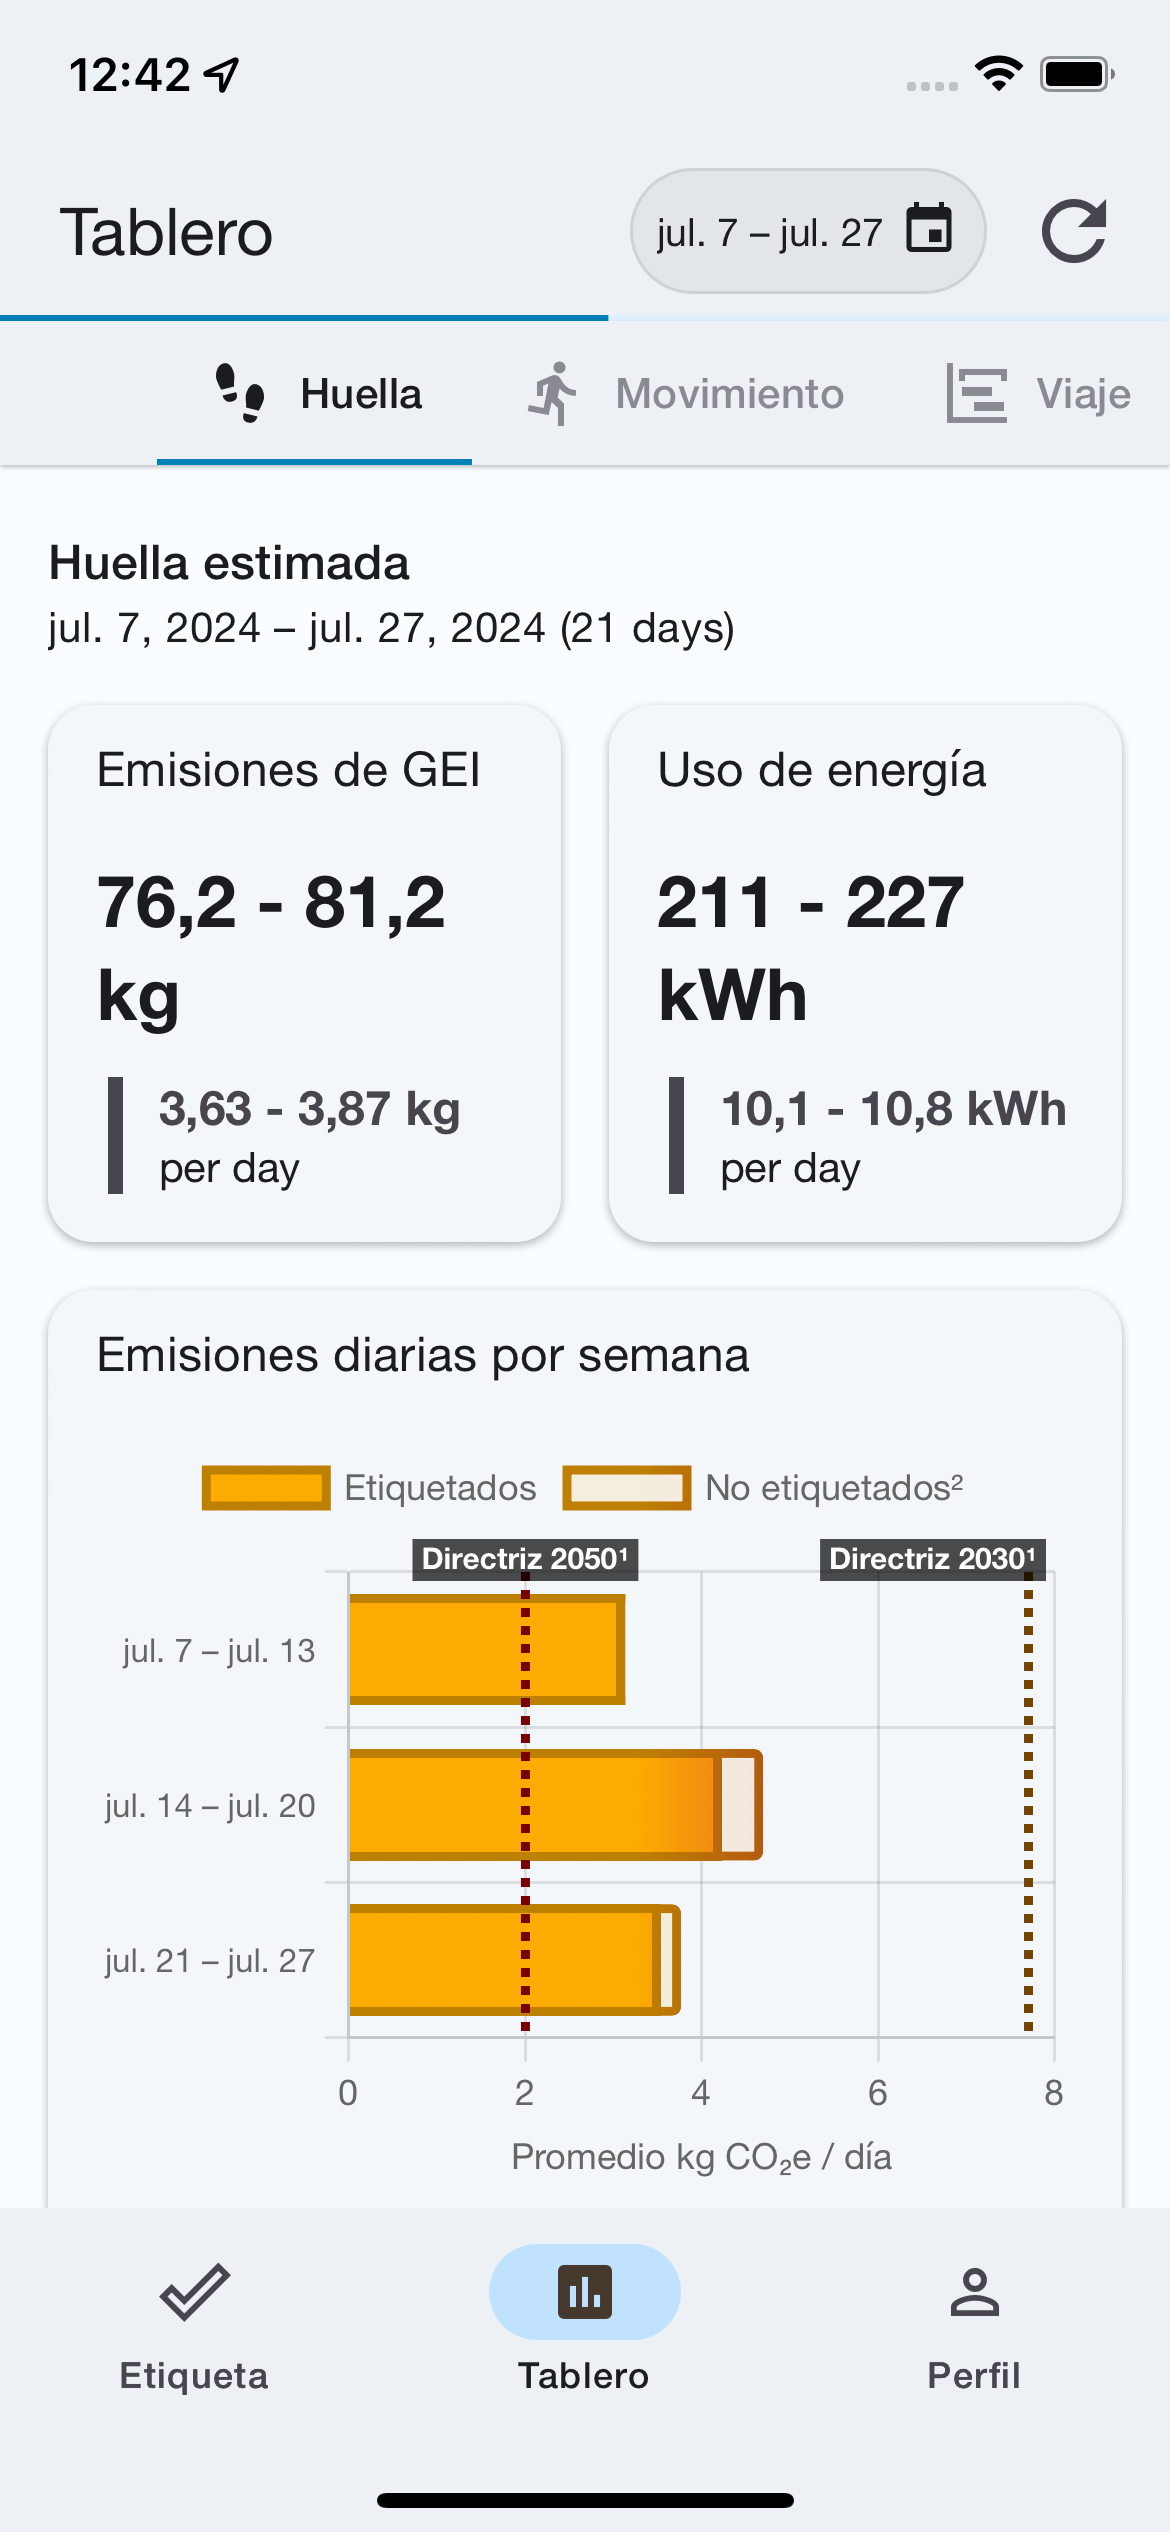 12:42
Tablero
jul. 7 – jul. 27
Huella
Movimiento
Viaje
Huella estimada
jul. 7, 2024 – jul. 27, 2024 (21 days)
Emisiones de GEI
76,2 - 81,2
kg
3,63 - 3,87 kg
per day
Uso de energía
211 - 227
kWh
10,1 - 10,8 kWh
per day
Emisiones diarias por semana
Etiquetados
No etiquetados²
Directriz 2050¹
Directriz 2030¹
jul. 7 – jul. 13
jul. 14 – jul. 20
jul. 21 – jul. 27
0 2 4 6 8
Promedio kg CO₂e / día
Etiqueta
Tablero
Perfil